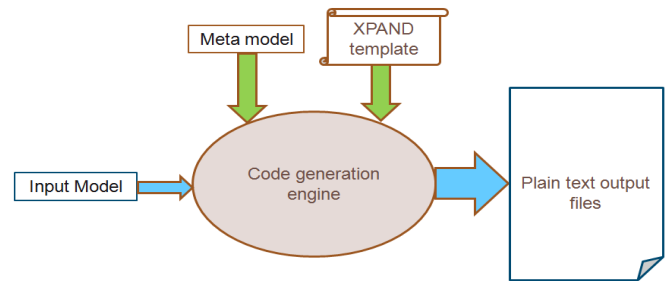 Meta model
XPAND
template
Input Model
Code generation
engine
Plain text output
files